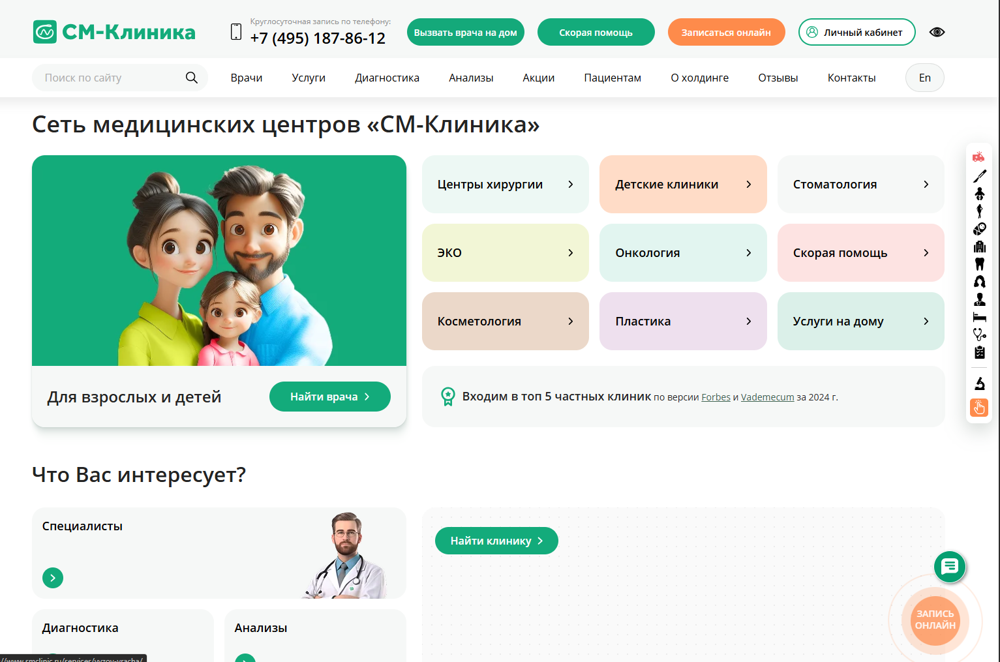 СМ-Клиника
Круглосуточная запись по телефону:
+7 (495) 187-86-12
Вызвать врача на дом
Скорая помощь
Записаться онлайн
Личный кабинет
Поиск по сайту
Врачи
Услуги
Диагностика
Анализы
Акции
Пациентам
О холдинге
Отзывы
Контакты
En
Сеть медицинских центров «СМ-Клиника»
Центры хирургии
Детские клиники
Стоматология
ЭКО
Онкология
Скорая помощь
Косметология
Пластика
Услуги на дому
Для взрослых и детей
Найти врача
Входим в топ 5 частных клиник по версии Forbes и Vademecum за 2024 г.
Что Вас интересует?
Специалисты
Найти клинику
Диагностика
Анализы
ЗАПИСЬ
ОНЛАЙН
//www.smclinic.ru/services/vyzov-vracha/